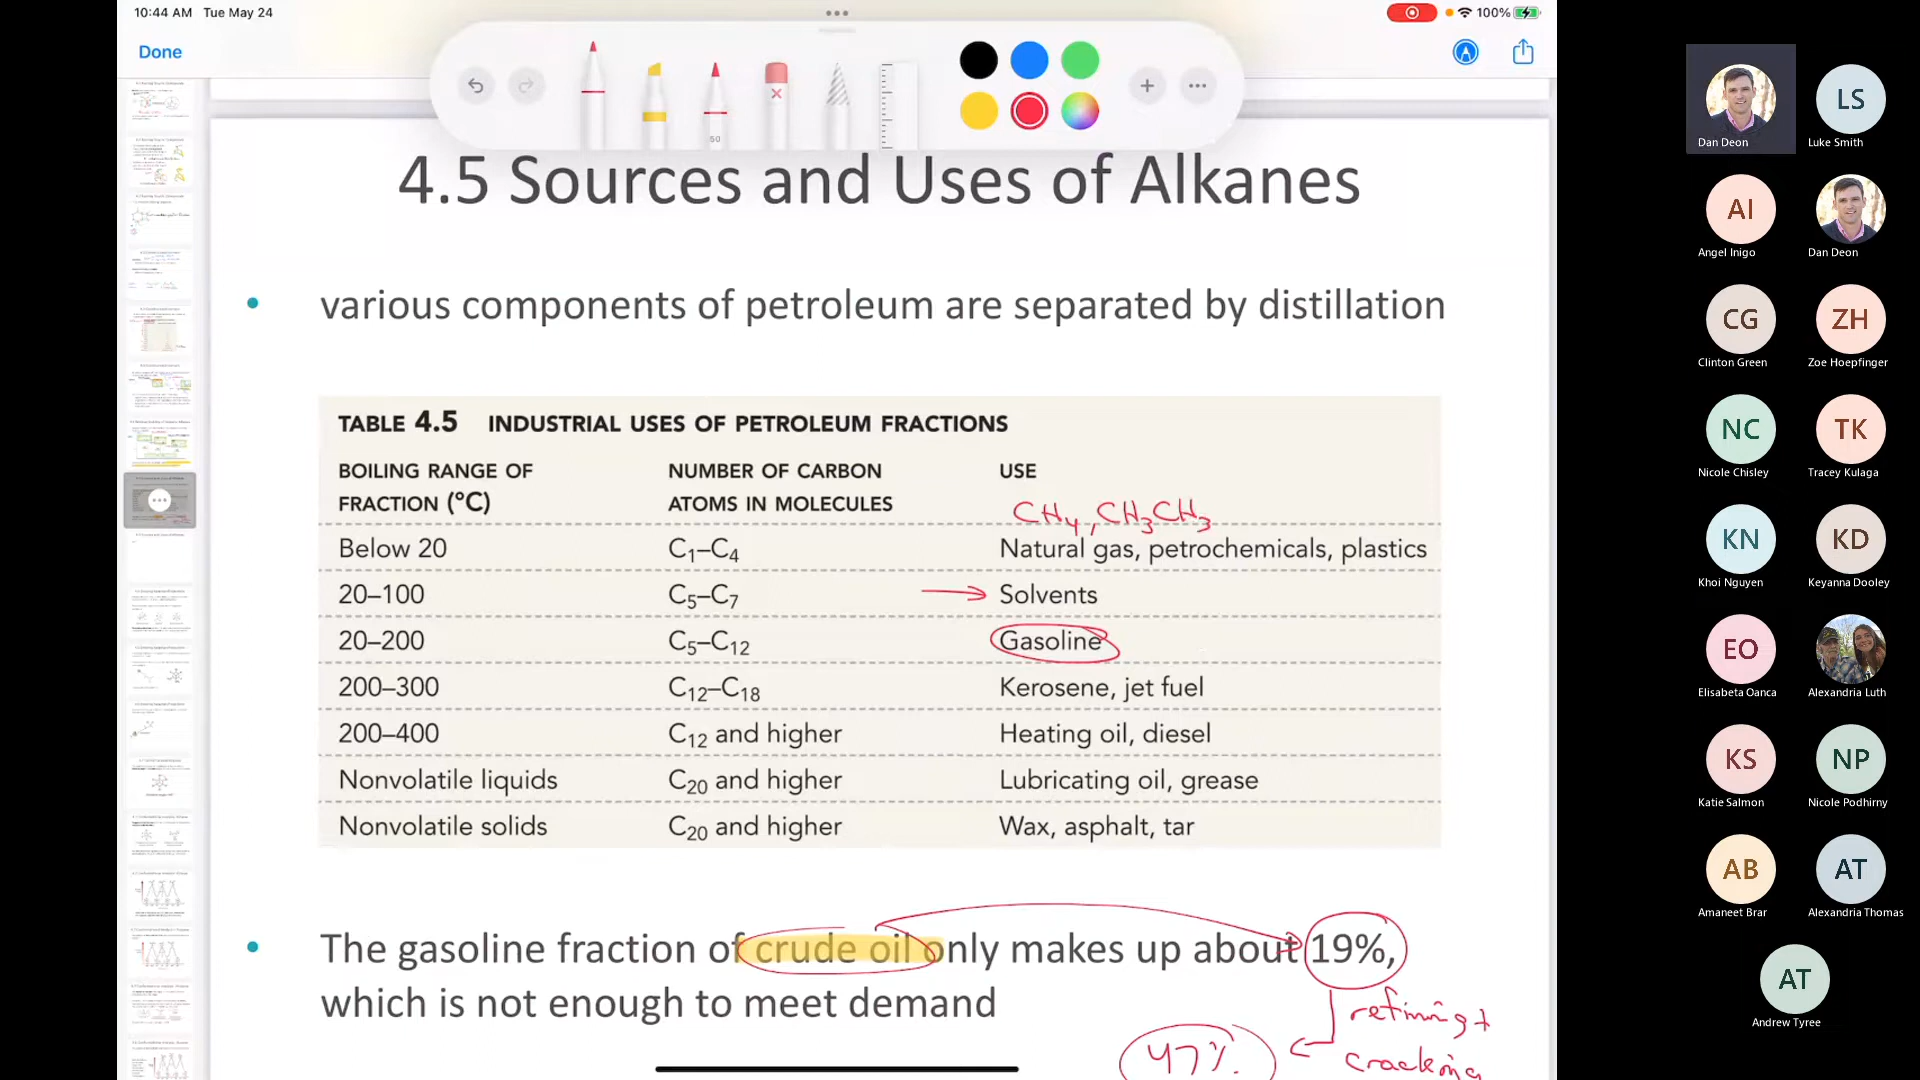 10:44 AM Tue May 24
100%
Done
50
4.5 Sources and Uses of Alkanes
• various components of petroleum are separated by distillation
TABLE 4.5 INDUSTRIAL USES OF PETROLEUM FRACTIONS
BOILING RANGE OF FRACTION (°C) NUMBER OF CARBON ATOMS IN MOLECULES USE
CH₄, CH₃CH₃
Below 20 C₁–C₄ Natural gas, petrochemicals, plastics
20–100 C₅–C₇ → Solvents
20–200 C₅–C₁₂ Gasoline
200–300 C₁₂–C₁₈ Kerosene, jet fuel
200–400 C₁₂ and higher Heating oil, diesel
Nonvolatile liquids C₂₀ and higher Lubricating oil, grease
Nonvolatile solids C₂₀ and higher Wax, asphalt, tar
• The gasoline fraction of crude oil only makes up about 19%,
which is not enough to meet demand
refining +
cracking
47%
Dan Deon
LS
Luke Smith
AI
Angel Inigo
Dan Deon
CG
Clinton Green
ZH
Zoe Hoepfinger
NC
Nicole Chisley
TK
Tracey Kulaga
KN
Khoi Nguyen
KD
Keyanna Dooley
EO
Elisabeta Oanca
Alexandria Luth
KS
Katie Salmon
NP
Nicole Podhirny
AB
Amaneet Brar
AT
Alexandria Thomas
AT
Andrew Tyree